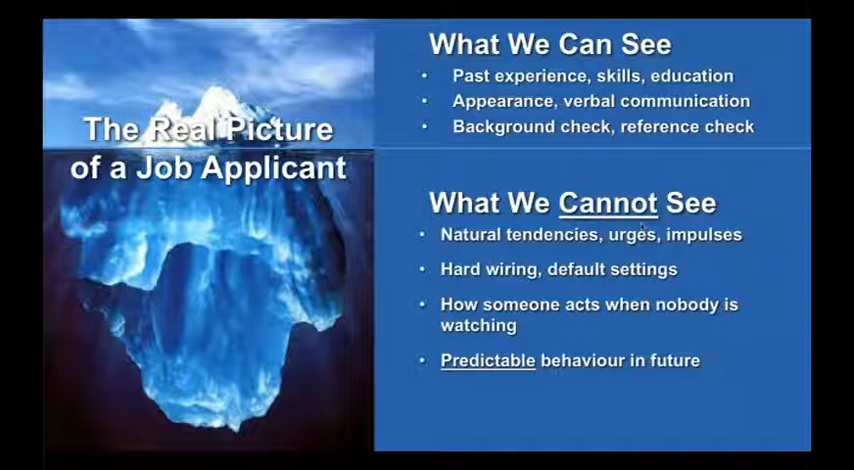 The Real Picture
of a Job Applicant
What We Can See
• Past experience, skills, education
• Appearance, verbal communication
• Background check, reference check
What We Cannot See
• Natural tendencies, urges, impulses
• Hard wiring, default settings
• How someone acts when nobody is
watching
• Predictable behaviour in future